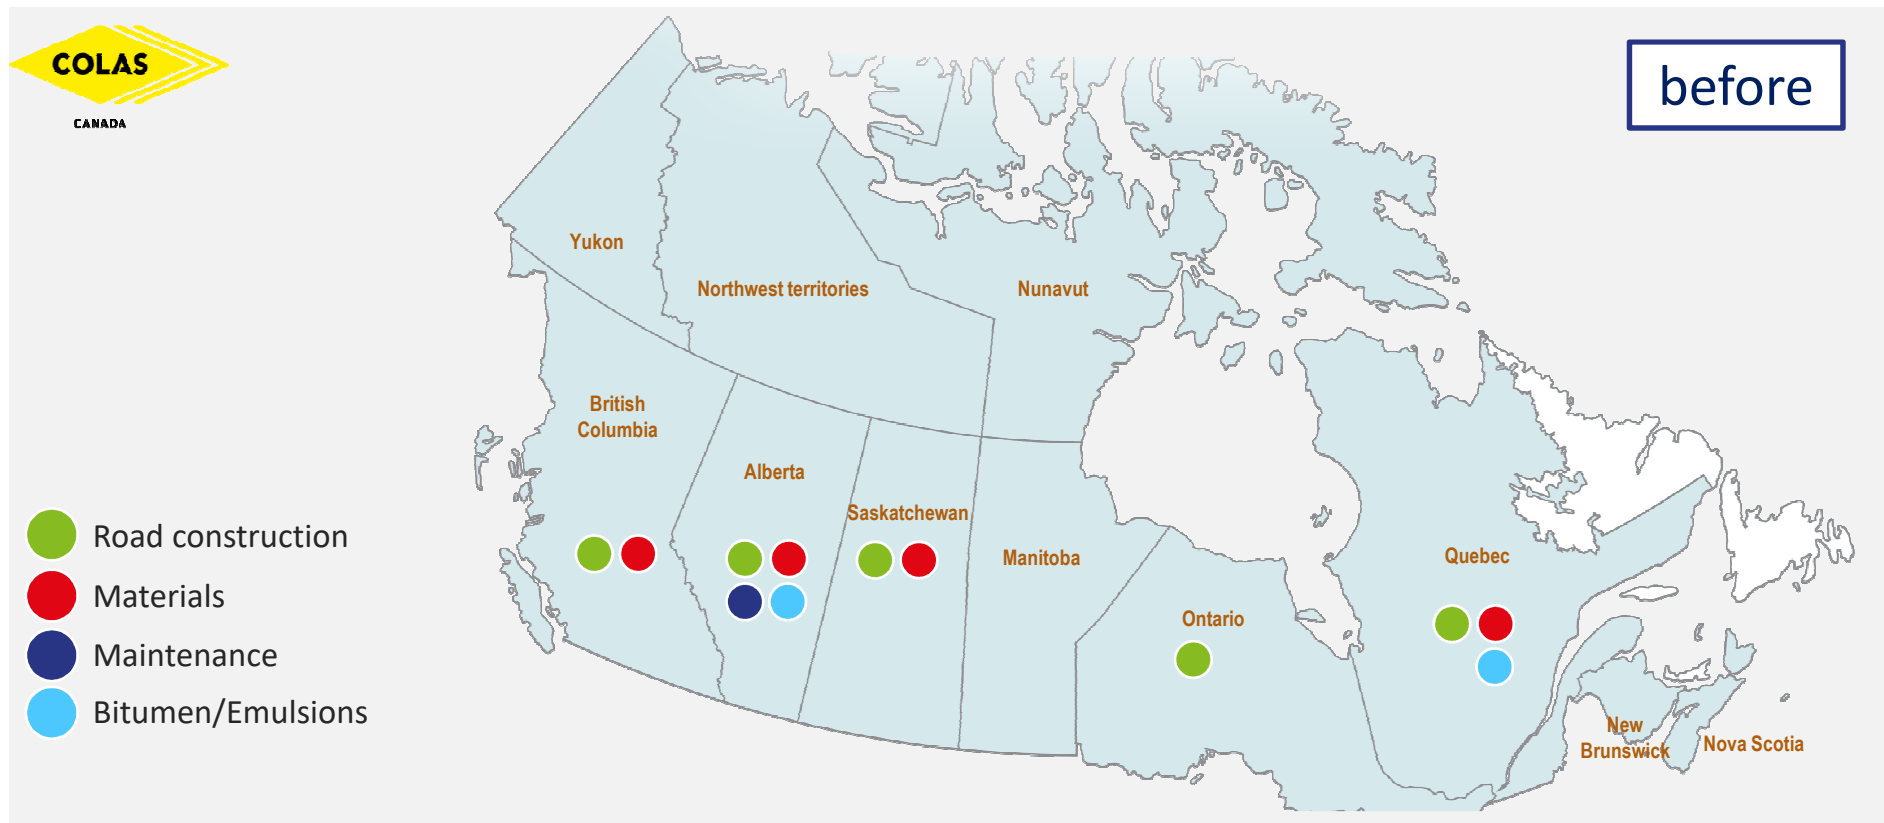 COLAS
CANADA
before
Yukon
Northwest territories
Nunavut
British
Columbia
Alberta
Saskatchewan
Manitoba
Ontario
Quebec
New
Brunswick
Nova Scotia
Road construction
Materials
Maintenance
Bitumen/Emulsions